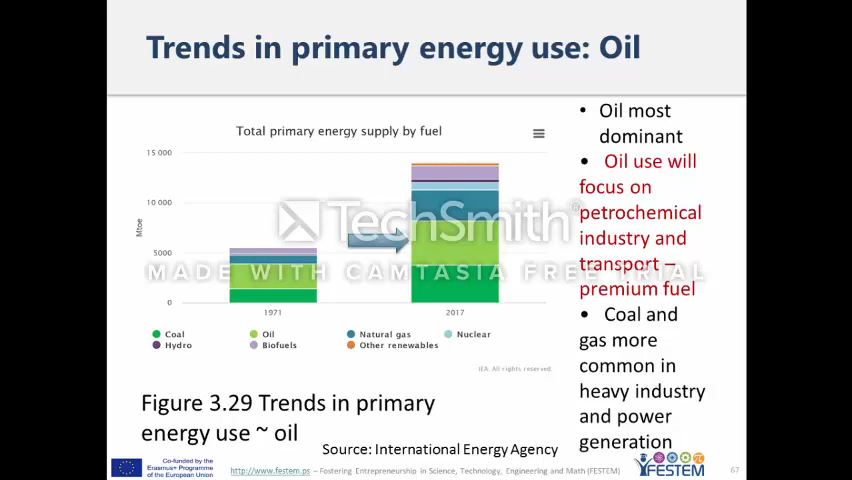 Trends in primary energy use: Oil
Total primary energy supply by fuel
15 000
10 000
5000
0
Mtoe
1971
2017
Coal
Oil
Natural gas
Nuclear
Hydro
Biofuels
Other renewables
IEA. All rights reserved.
TechSmith®
MADE WITH CAMTASIA FREE TRIAL
• Oil most
dominant
• Oil use will
focus on
petrochemical
industry and
transport –
premium fuel
• Coal and
gas more
common in
heavy industry
and power
generation
Figure 3.29 Trends in primary
energy use ~ oil
Source: International Energy Agency
Co-funded by the
Erasmus+ Programme
of the European Union
http://www.festem.ps – Fostering Entrepreneurship in Science, Technology, Engineering and Math (FESTEM)
FESTEM
67